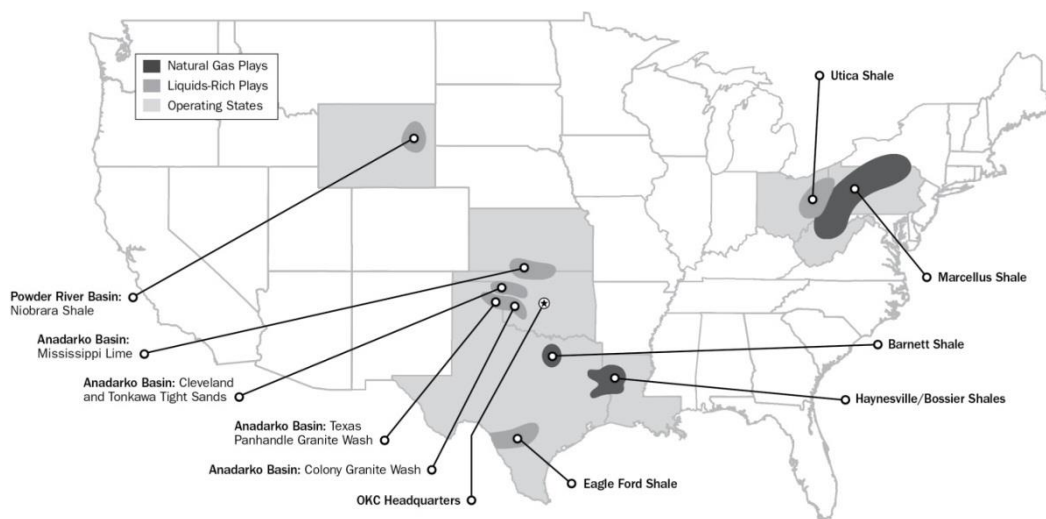 Natural Gas Plays
Liquids-Rich Plays
Operating States
Utica Shale
Marcellus Shale
Powder River Basin:
Niobrara Shale
Anadarko Basin:
Mississippi Lime
Barnett Shale
Anadarko Basin: Cleveland
and Tonkawa Tight Sands
Haynesville/Bossier Shales
Anadarko Basin: Texas
Panhandle Granite Wash
Anadarko Basin: Colony Granite Wash
Eagle Ford Shale
OKC Headquarters